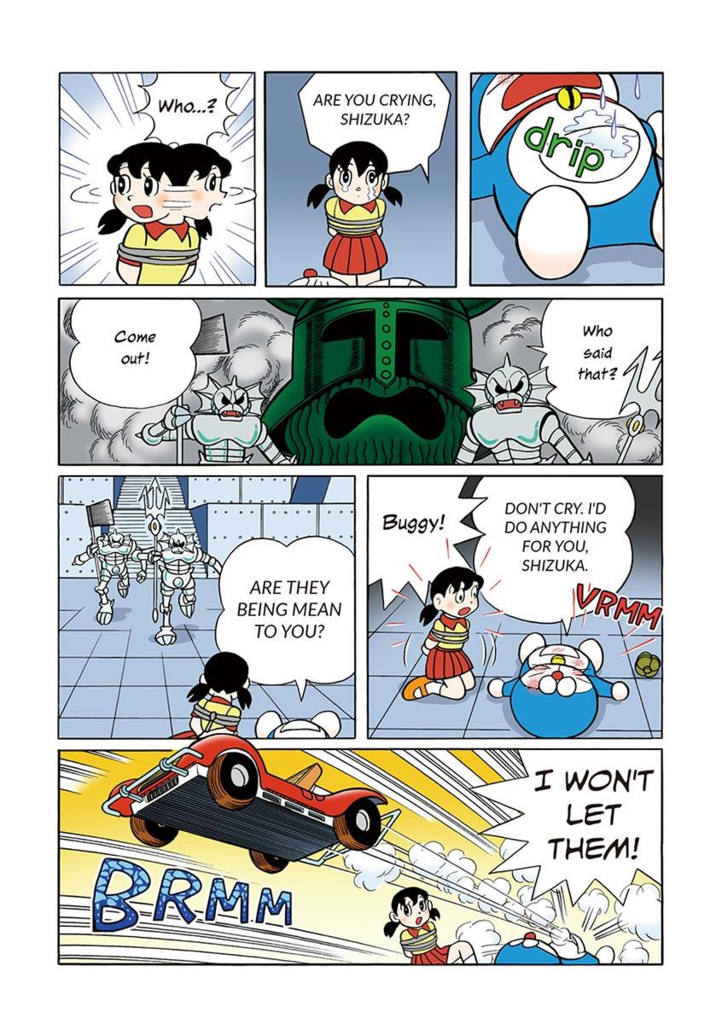 Who...?
ARE YOU CRYING,
SHIZUKA?
drip
Come
out!
Who
said
that?
ARE THEY
BEING MEAN
TO YOU?
Buggy!
DON'T CRY. I'D
DO ANYTHING
FOR YOU,
SHIZUKA.
VRMM
I WON'T
LET
THEM!
BRMM